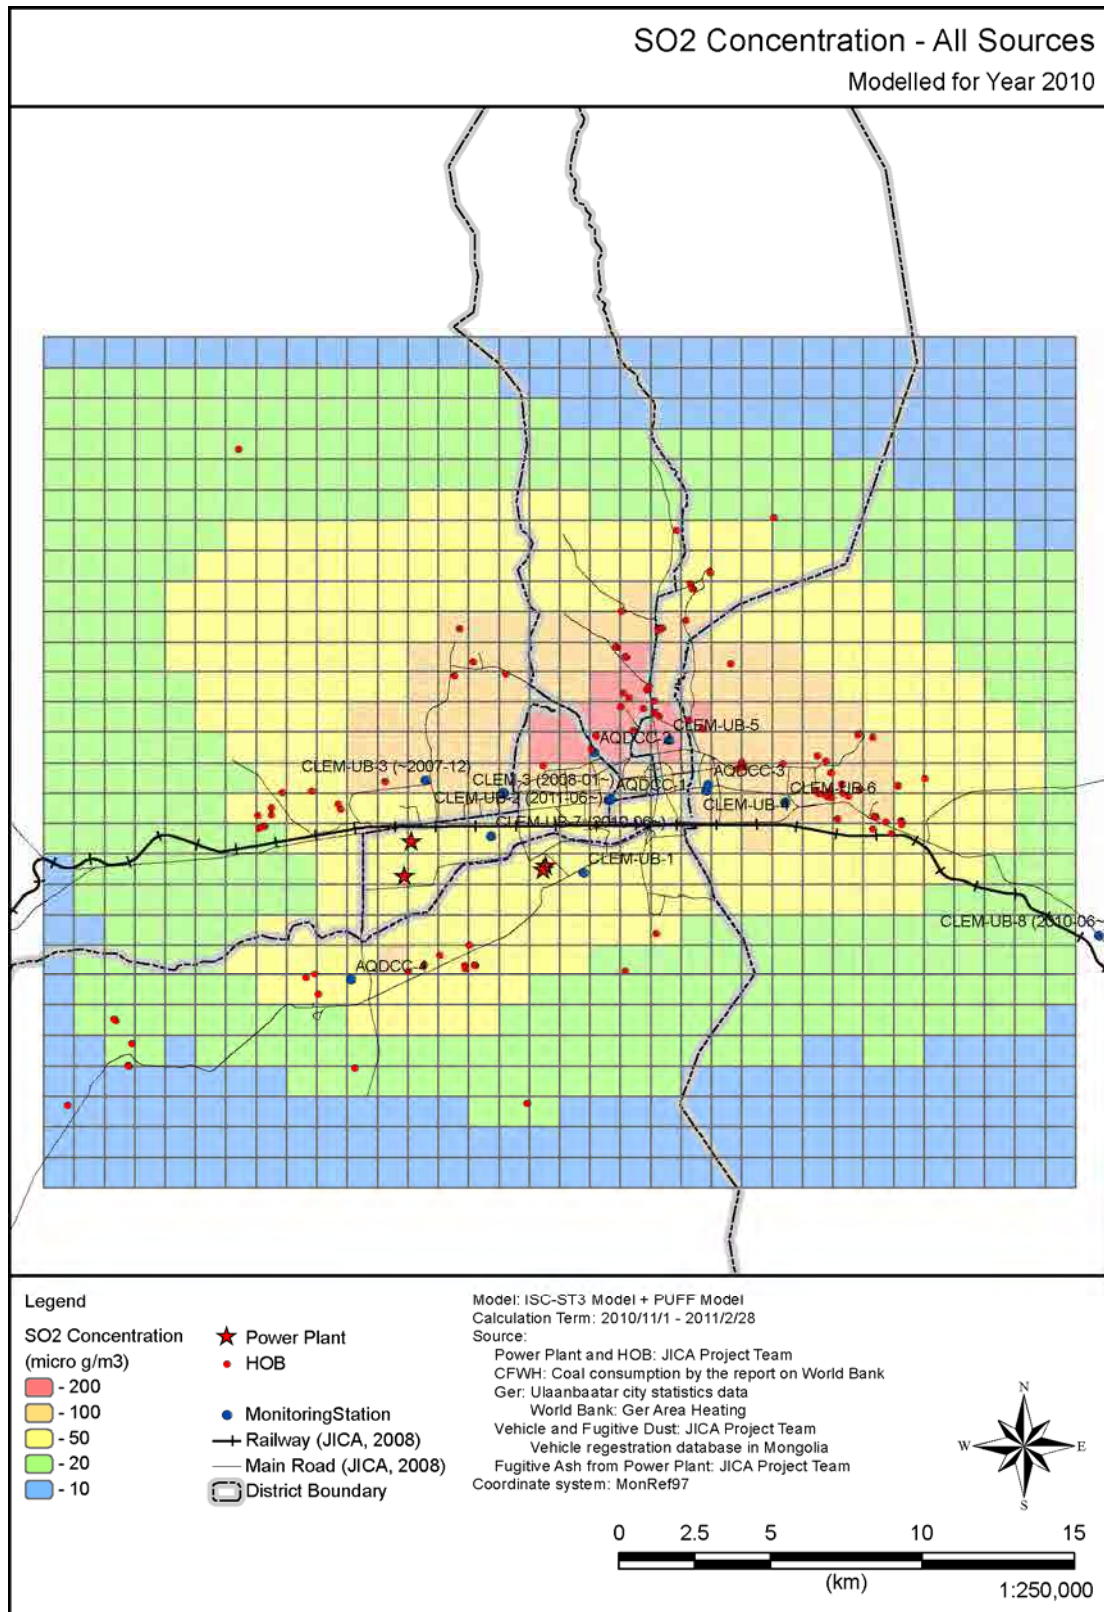 SO2 Concentration - All Sources
Modelled for Year 2010
CLEM-UB-5
AQDCC-2
CLEM-UB-3 (~2007-12)
CLEM-3 (2008-01~)
AQDCC-1
AQDCC-3
CLEM-UB-2 (2011-06~)
CLEM-UB-4
CLEM-UB-6
CLEM-UB-7 (2010-06~)
CLEM-UB-1
CLEM-UB-8 (2010-06~
AQDCC-4
Legend
SO2 Concentration
(micro g/m3)
- 200
- 100
- 50
- 20
- 10
Power Plant
HOB
MonitoringStation
Railway (JICA, 2008)
Main Road (JICA, 2008)
District Boundary
Model: ISC-ST3 Model + PUFF Model
Calculation Term: 2010/11/1 - 2011/2/28
Source:
Power Plant and HOB: JICA Project Team
CFWH: Coal consumption by the report on World Bank
Ger: Ulaanbaatar city statistics data
World Bank: Ger Area Heating
Vehicle and Fugitive Dust: JICA Project Team
Vehicle regestration database in Mongolia
Fugitive Ash from Power Plant: JICA Project Team
Coordinate system: MonRef97
N
W E
S
0 2.5 5 10 15
(km)
1:250,000